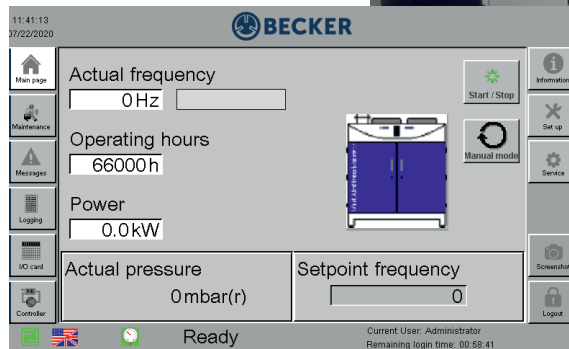 11:41:13
07/22/2020
BECKER
Main page
Maintenance
Messages
Logging
I/O card
Controller
Actual frequency
0 Hz
Operating hours
66000 h
Power
0.0 kW
Start / Stop
Manual mode
Actual pressure
0 mbar(r)
Setpoint frequency
0
Information
Set up
Service
Screenshot
Logout
Ready
Current User: Administrator
Remaining login time: 00:58:41